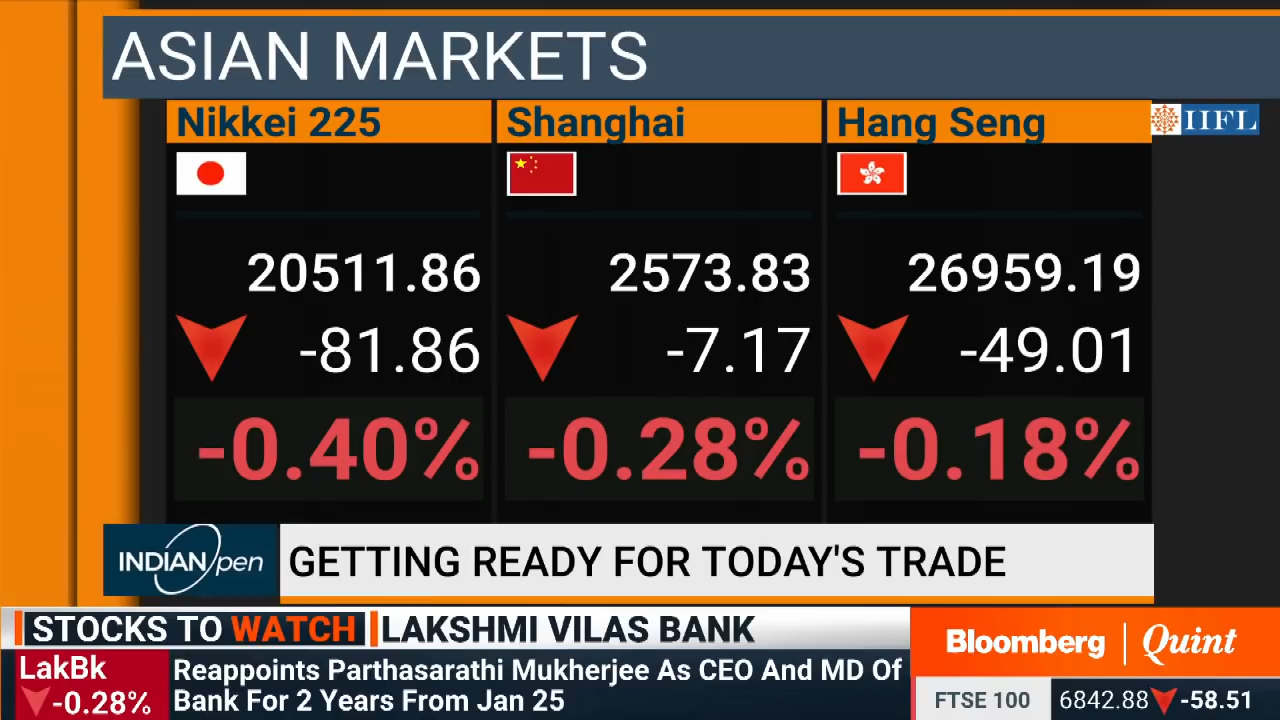 ASIAN MARKETS
Nikkei 225
Shanghai
Hang Seng
IIFL
20511.86
2573.83
26959.19
-81.86
-7.17
-49.01
-0.40%
-0.28%
-0.18%
INDIAN Open
GETTING READY FOR TODAY'S TRADE
STOCKS TO WATCH LAKSHMI VILAS BANK
Bloomberg | Quint
LakBk
-0.28%
Reappoints Parthasarathi Mukherjee As CEO And MD Of
Bank For 2 Years From Jan 25
FTSE 100 6842.88 -58.51